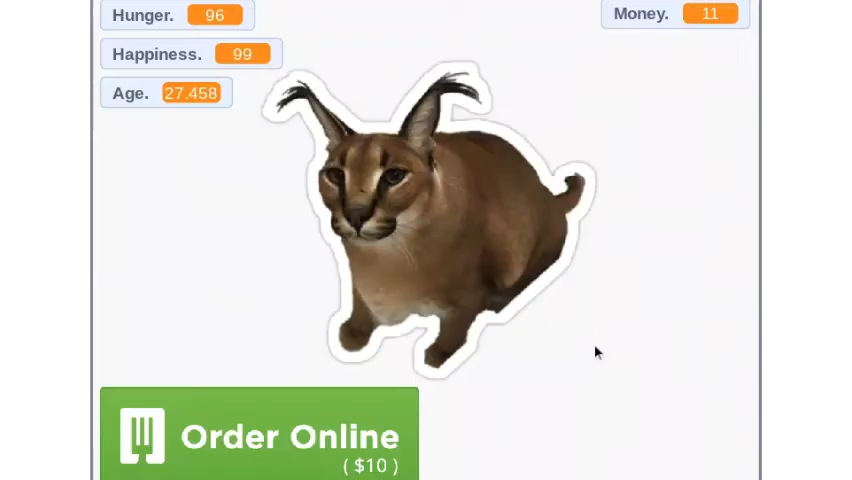 Hunger. 96
Money. 11
Happiness. 99
Age. 27.458
Order Online
( $10 )